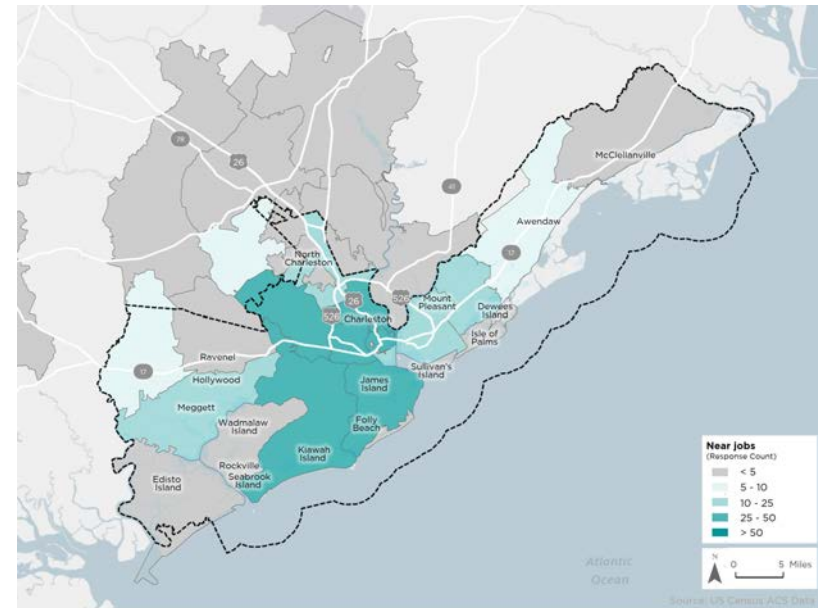 78
26
41
McClellanville
Awendaw
17
North
Charleston
26
526
526
Charleston
Mount
Pleasant
Dewees
Island
Isle of
Palms
Sullivan's
Island
Ravenel
17
Hollywood
Meggett
James
Island
Folly
Beach
Wadmalaw
Island
Kiawah
Island
Rockville
Seabrook
Island
Edisto
Island
Near jobs
(Response Count)
< 5
5 - 10
10 - 25
25 - 50
> 50
N
0 5 Miles
Atlantic
Ocean
Source: US Census ACS Data